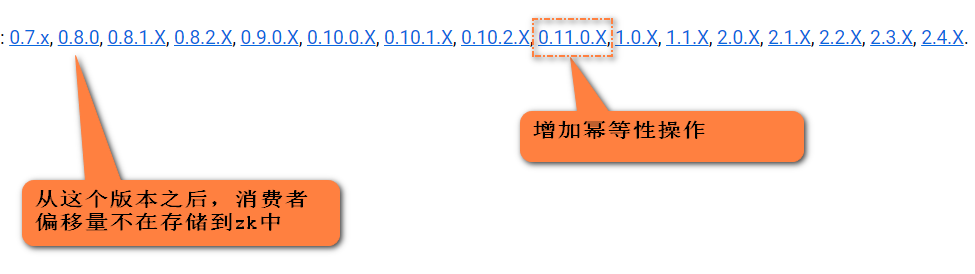 : 0.7.x, 0.8.0, 0.8.1.X, 0.8.2.X, 0.9.0.X, 0.10.0.X, 0.10.1.X, 0.10.2.X, 0.11.0.X, 1.0.X, 1.1.X, 2.0.X, 2.1.X, 2.2.X, 2.3.X, 2.4.X.
增加幂等性操作
从这个版本之后，消费者
偏移量不在存储到zk中